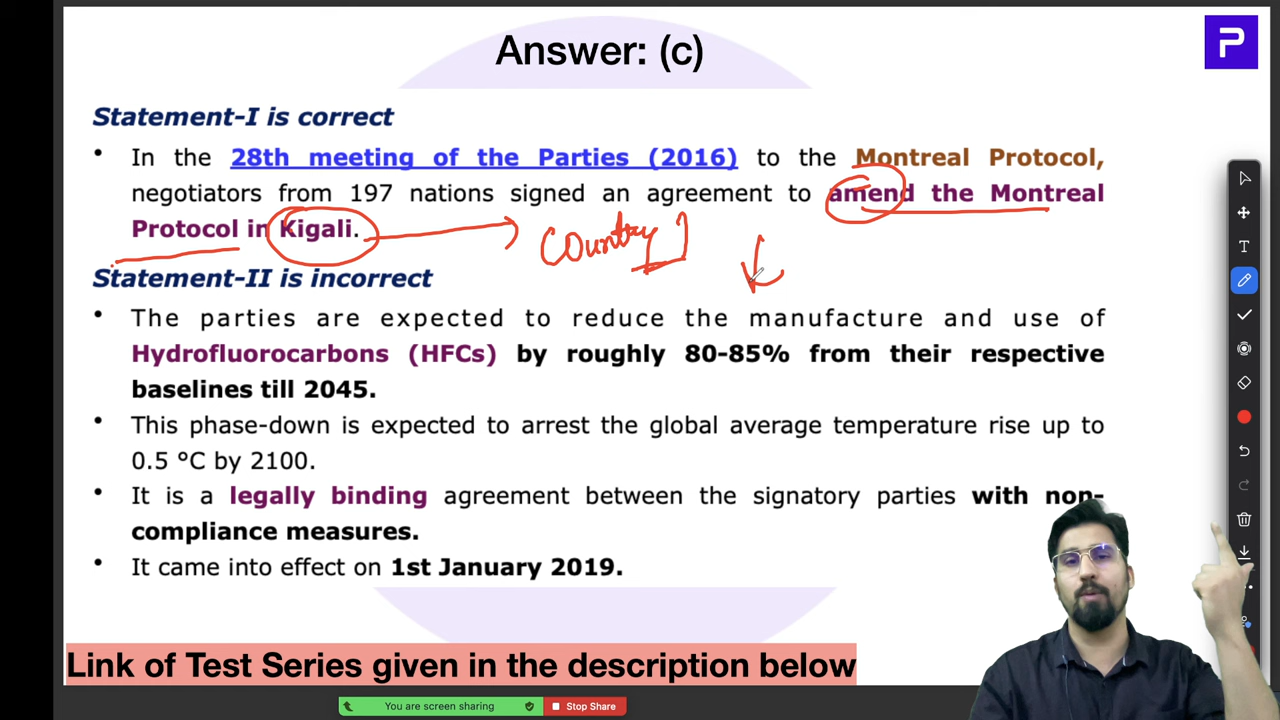 Answer: (c)
P
Statement-I is correct
• In the 28th meeting of the Parties (2016) to the Montreal Protocol,
negotiators from 197 nations signed an agreement to amend the Montreal
Protocol in Kigali.
Country]
Statement-II is incorrect
• The parties are expected to reduce the manufacture and use of
Hydrofluorocarbons (HFCs) by roughly 80-85% from their respective
baselines till 2045.
• This phase-down is expected to arrest the global average temperature rise up to
0.5 °C by 2100.
• It is a legally binding agreement between the signatory parties with non-
compliance measures.
• It came into effect on 1st January 2019.
Link of Test Series given in the description below
You are screen sharing
Stop Share
T